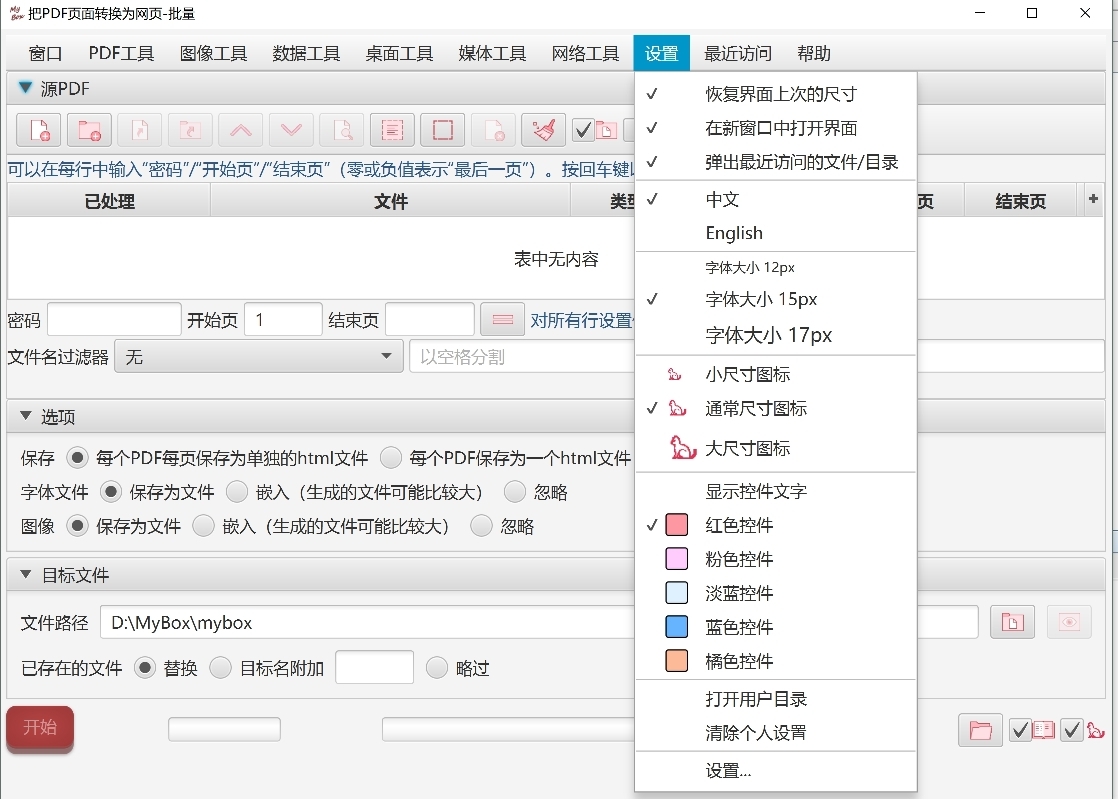 把PDF页面转换为网页-批量
窗口 PDF工具 图像工具 数据工具 桌面工具 媒体工具 网络工具 设置 最近访问 帮助
源PDF
可以在每行中输入“密码”/“开始页”/“结束页”（零或负值表示“最后一页”）。按回车键
已处理 文件 类型 页 结束页 +
表中无内容
密码 开始页 1 结束页 对所有行设置
文件名过滤器 无 以空格分割
选项
保存 每个PDF每页保存为单独的html文件 每个PDF保存为一个html文件
字体文件 保存为文件 嵌入（生成的文件可能比较大） 忽略
图像 保存为文件 嵌入（生成的文件可能比较大） 忽略
目标文件
文件路径 D:\MyBox\mybox
已存在的文件 替换 目标名附加 略过
开始
恢复界面上次的尺寸
在新窗口中打开界面
弹出最近访问的文件/目录
中文
English
字体大小 12px
字体大小 15px
字体大小 17px
小尺寸图标
通常尺寸图标
大尺寸图标
显示控件文字
红色控件
粉色控件
淡蓝控件
蓝色控件
橘色控件
打开用户目录
清除个人设置
设置...